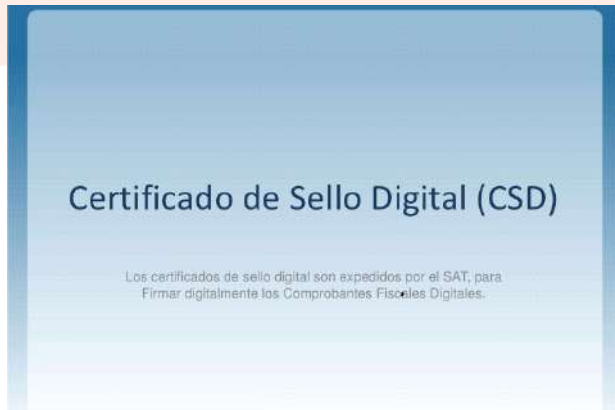 Certificado de Sello Digital (CSD)
Los certificados de sello digital son expedidos por el SAT, para
Firmar digitalmente los Comprobantes Fiscales Digitales.